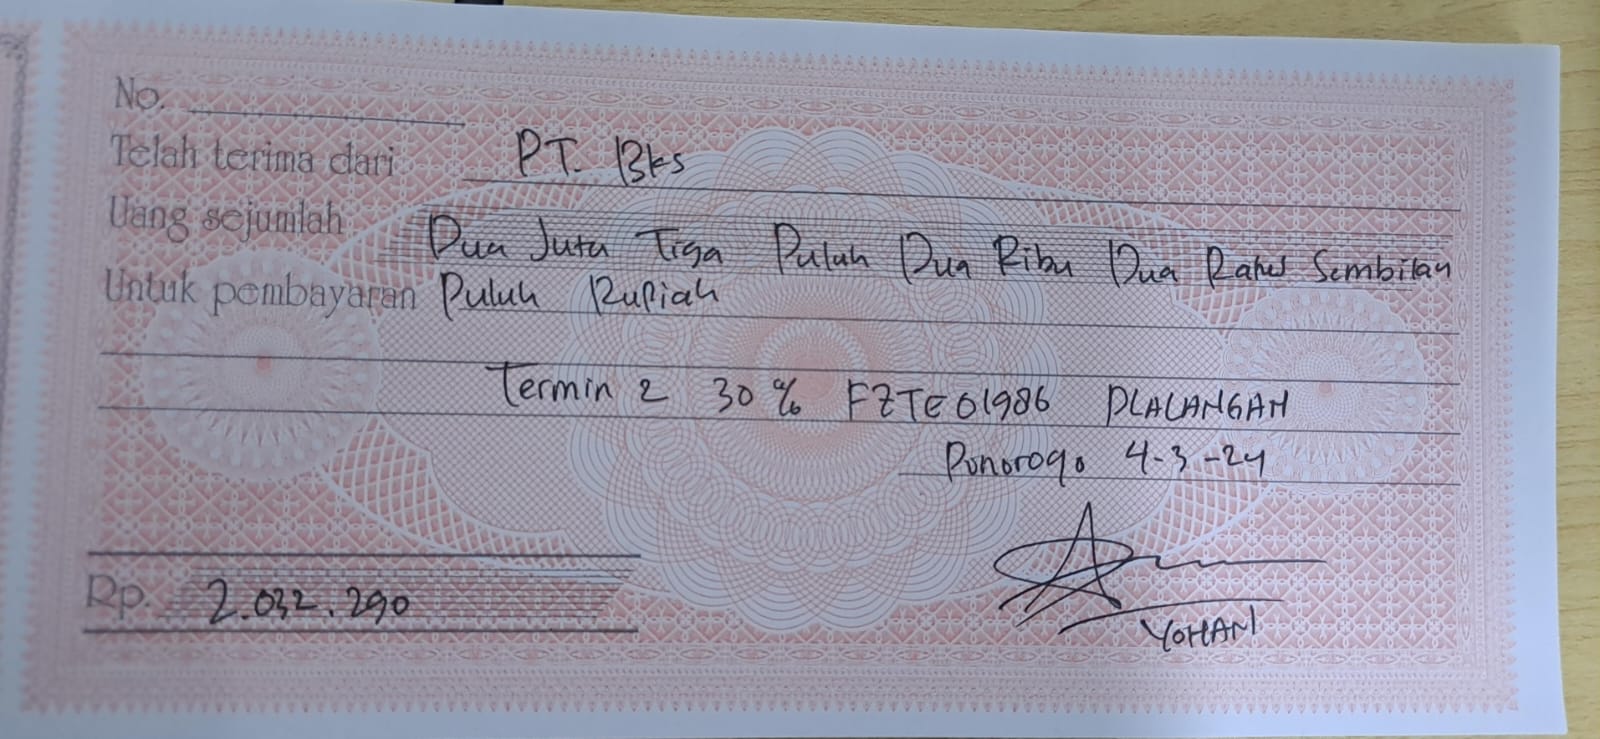 No.
Telah terima dari PT. Bks
Uang sejumlah Dua Juta Tiga Puluh Dua Ribu Dua Ratus Sembilan
Untuk pembayaran Puluh Rupiah
Termin 2 30 % FZTE01986 PLALANGAN
Ponorogo 4-3-24
Rp. 2.032.290
YOHAN